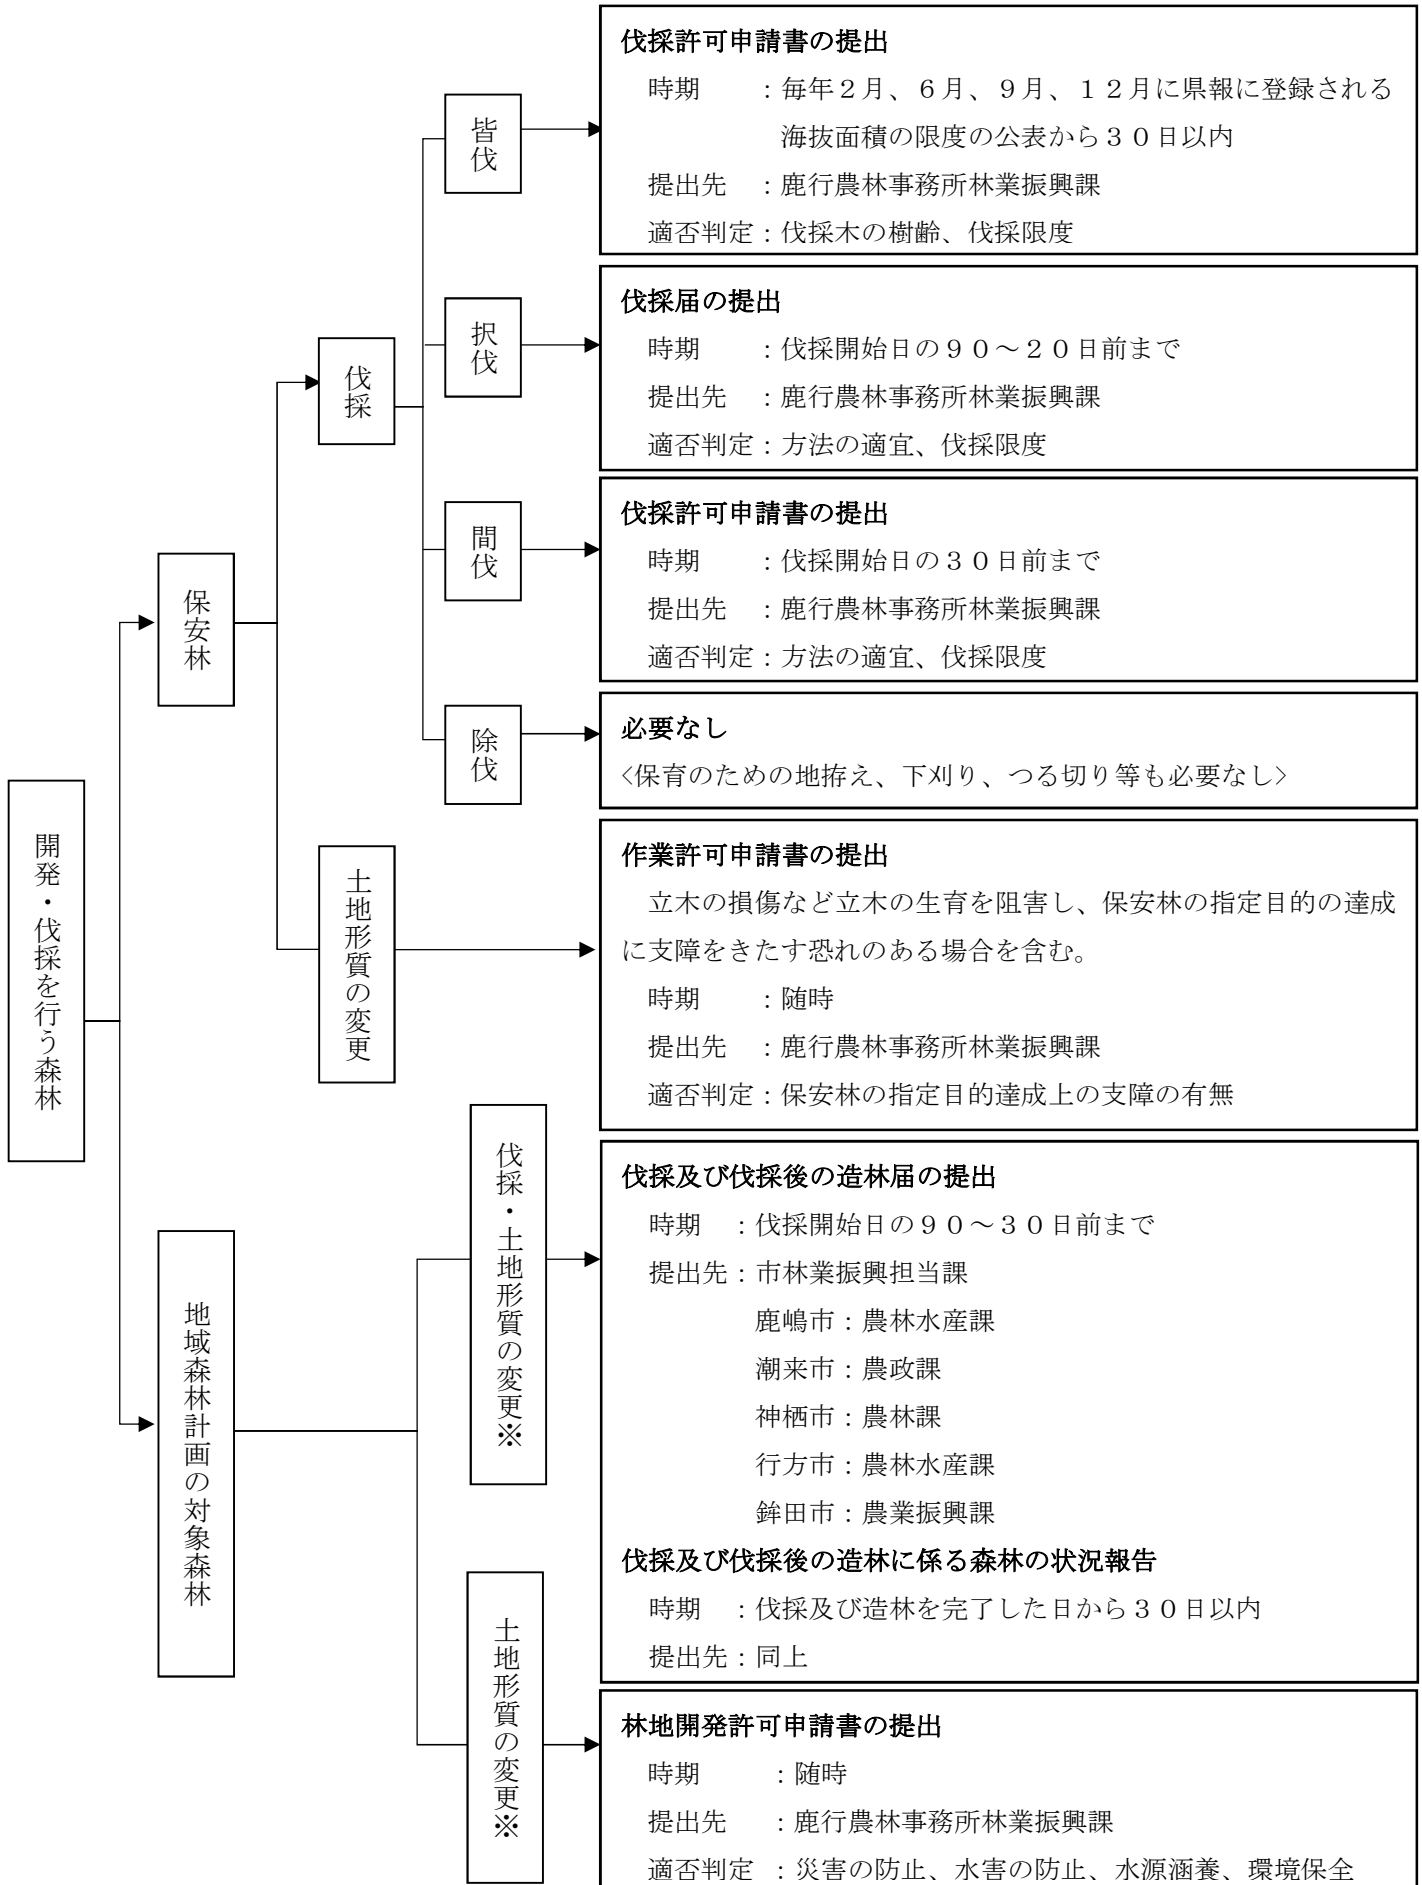 開発・伐採を行う森林
保安林
伐採
皆伐
伐採許可申請書の提出
時期　　：毎年２月、６月、９月、１２月に県報に登録される
海抜面積の限度の公表から３０日以内
提出先　：鹿行農林事務所林業振興課
適否判定：伐採木の樹齢、伐採限度
択伐
伐採届の提出
時期　　：伐採開始日の９０～２０日前まで
提出先　：鹿行農林事務所林業振興課
適否判定：方法の適宜、伐採限度
間伐
伐採許可申請書の提出
時期　　：伐採開始日の３０日前まで
提出先　：鹿行農林事務所林業振興課
適否判定：方法の適宜、伐採限度
除伐
必要なし
<保育のための地拵え、下刈り、つる切り等も必要なし>
土地形質の変更
作業許可申請書の提出
立木の損傷など立木の生育を阻害し、保安林の指定目的の達成
に支障をきたす恐れのある場合を含む。
時期　　：随時
提出先　：鹿行農林事務所林業振興課
適否判定：保安林の指定目的達成上の支障の有無
地域森林計画の対象森林
伐採・土地形質の変更※
伐採及び伐採後の造林届の提出
時期　：伐採開始日の９０～３０日前まで
提出先：市林業振興担当課
鹿嶋市：農林水産課
潮来市：農政課
神栖市：農林課
行方市：農林水産課
鉾田市：農業振興課
伐採及び伐採後の造林に係る森林の状況報告
時期　：伐採及び造林を完了した日から３０日以内
提出先：同上
土地形質の変更※
林地開発許可申請書の提出
時期　　：随時
提出先　：鹿行農林事務所林業振興課
適否判定　：災害の防止、水害の防止、水源涵養、環境保全